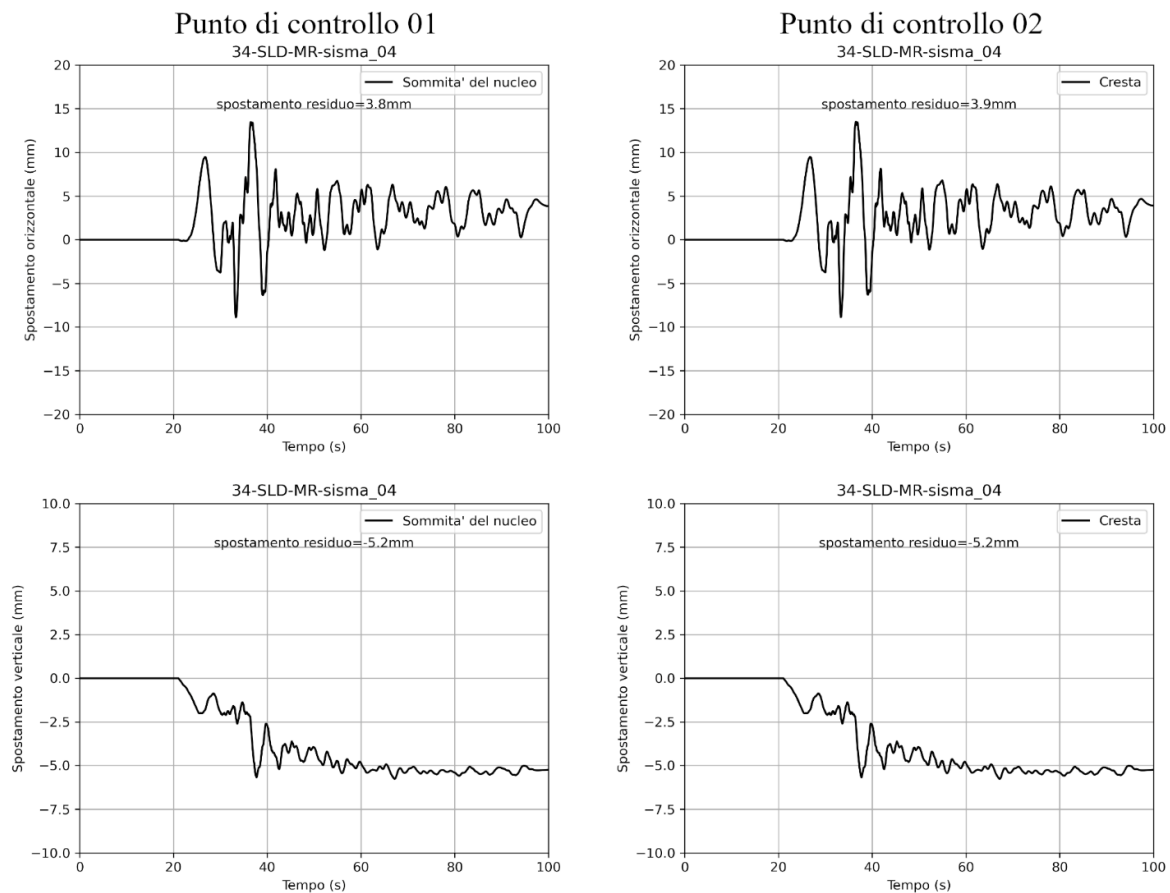 Punto di controllo 01
34-SLD-MR-sisma_04
Sommita' del nucleo
spostamento residuo=3.8mm
20
15
10
5
0
−5
−10
−15
−20
Spostamento orizzontale (mm)
0 20 40 60 80 100
Tempo (s)
Punto di controllo 02
34-SLD-MR-sisma_04
Cresta
spostamento residuo=3.9mm
20
15
10
5
0
−5
−10
−15
−20
Spostamento orizzontale (mm)
0 20 40 60 80 100
Tempo (s)
34-SLD-MR-sisma_04
Sommita' del nucleo
spostamento residuo=-5.2mm
10.0
7.5
5.0
2.5
0.0
−2.5
−5.0
−7.5
−10.0
Spostamento verticale (mm)
0 20 40 60 80 100
Tempo (s)
34-SLD-MR-sisma_04
Cresta
spostamento residuo=-5.2mm
10.0
7.5
5.0
2.5
0.0
−2.5
−5.0
−7.5
−10.0
Spostamento verticale (mm)
0 20 40 60 80 100
Tempo (s)